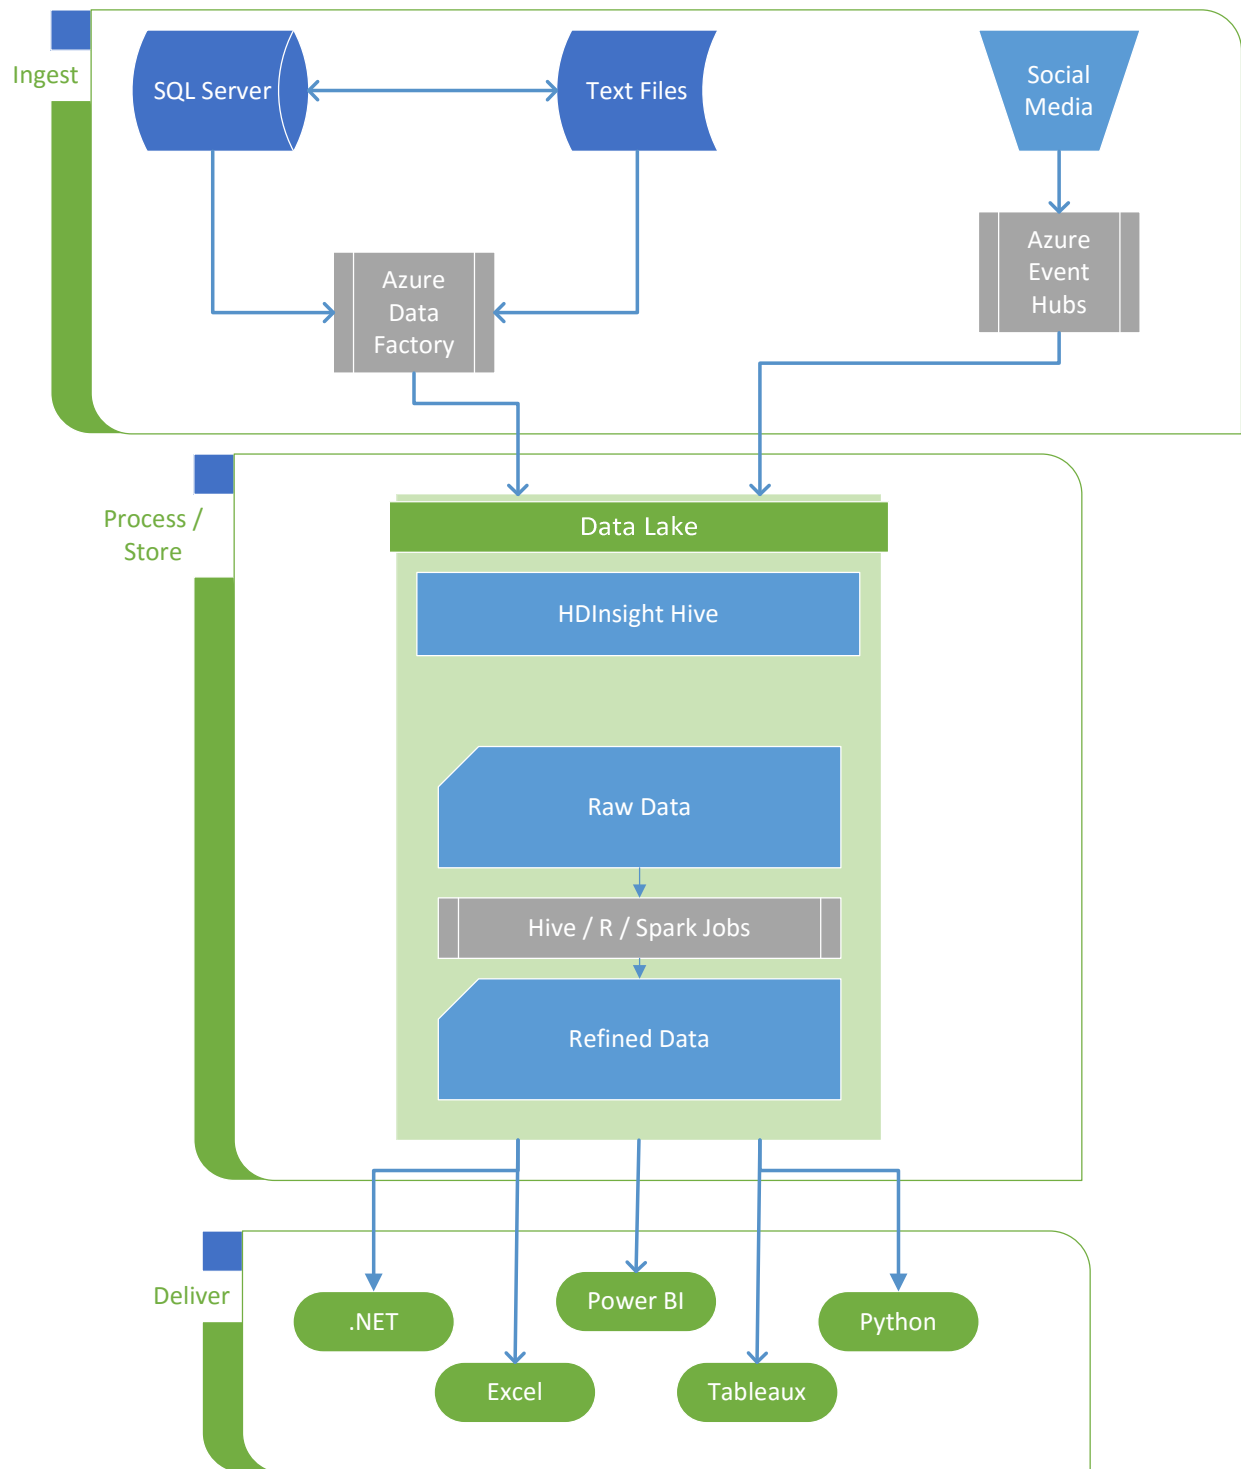 Ingest
SQL Server
Text Files
Social
Media
Azure
Data
Factory
Azure
Event
Hubs
Process /
Store
Data Lake
HDInsight Hive
Raw Data
Hive / R / Spark Jobs
Refined Data
Deliver
.NET
Power BI
Python
Excel
Tableaux